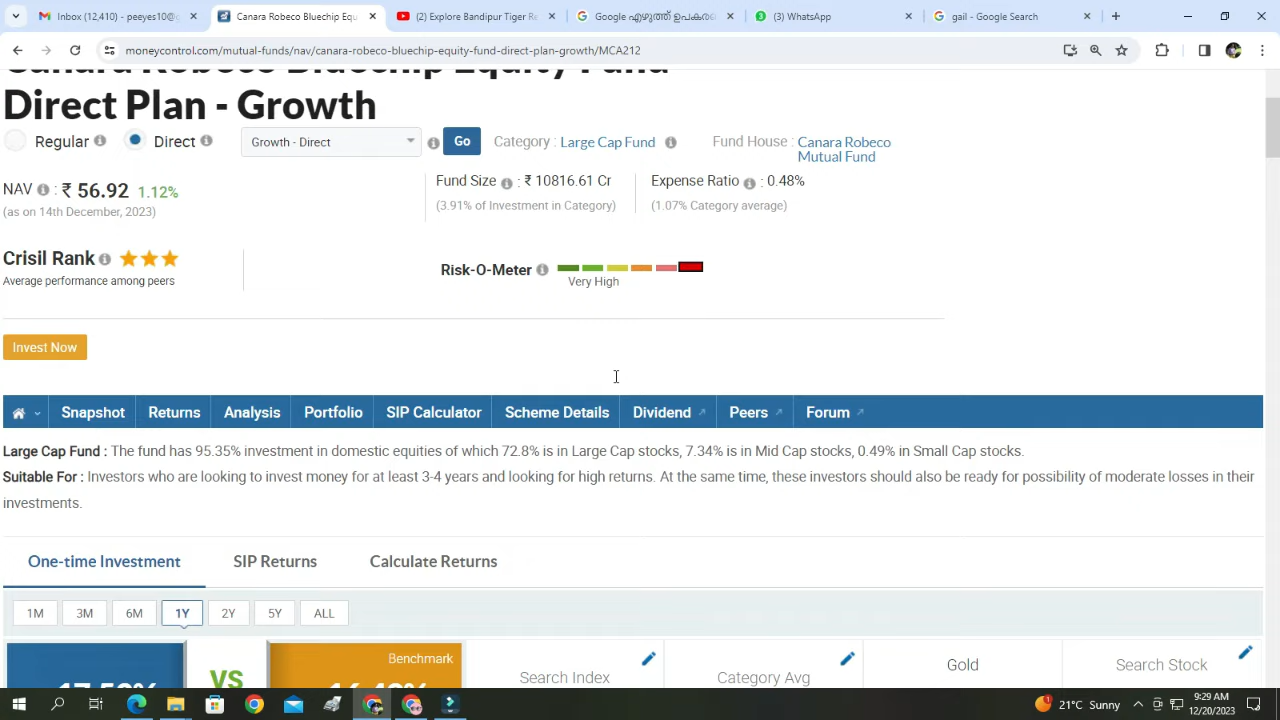 Inbox (12,410) - peeyes10@g
Canara Robeco Bluechip Equity
(2) Explore Bandipur Tiger Re
Google എഴുത്ത് ഉപകര
(3) WhatsApp
gail - Google Search
moneycontrol.com/mutual-funds/nav/canara-robeco-bluechip-equity-fund-direct-plan-growth/MCA212
Canara Robeco Bluechip Equity Fund
Direct Plan - Growth
Regular Direct Growth - Direct Go Category : Large Cap Fund Fund House : Canara Robeco
Mutual Fund
NAV : ₹ 56.92 1.12% Fund Size : ₹ 10816.61 Cr Expense Ratio : 0.48%
(as on 14th December, 2023) (3.91% of Investment in Category) (1.07% Category average)
Crisil Rank Risk-O-Meter
Average performance among peers Very High
Invest Now
Snapshot Returns Analysis Portfolio SIP Calculator Scheme Details Dividend Peers Forum
Large Cap Fund : The fund has 95.35% investment in domestic equities of which 72.8% is in Large Cap stocks, 7.34% is in Mid Cap stocks, 0.49% in Small Cap stocks.
Suitable For : Investors who are looking to invest money for at least 3-4 years and looking for high returns. At the same time, these investors should also be ready for possibility of moderate losses in their
investments.
One-time Investment SIP Returns Calculate Returns
1M 3M 6M 1Y 2Y 5Y ALL
VS Benchmark Search Index Category Avg Gold Search Stock
21°C Sunny 9:29 AM
12/20/2023